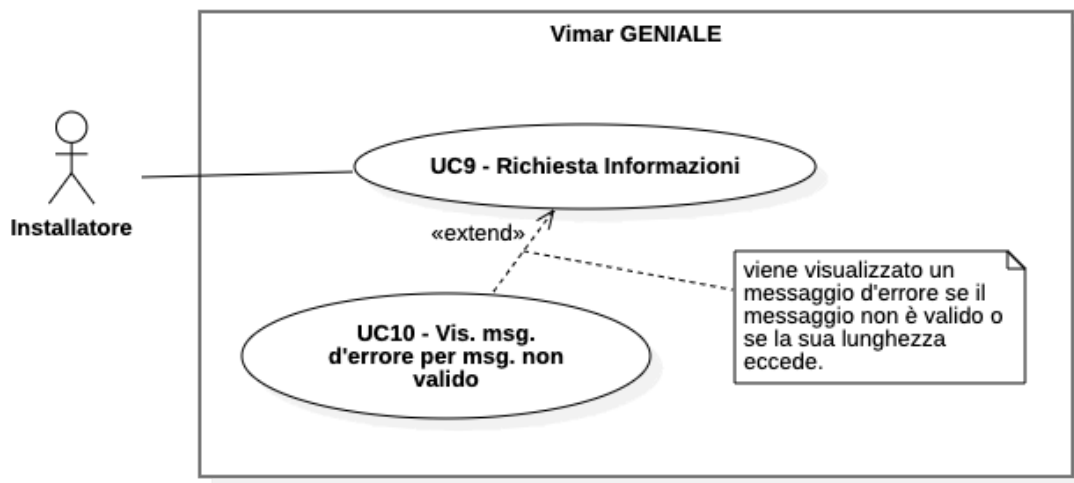 Vimar GENIALE
UC9 - Richiesta Informazioni
Installatore
«extend»
viene visualizzato un
messaggio d'errore se il
messaggio non è valido o
se la sua lunghezza
eccede.
UC10 - Vis. msg.
d'errore per msg. non
valido